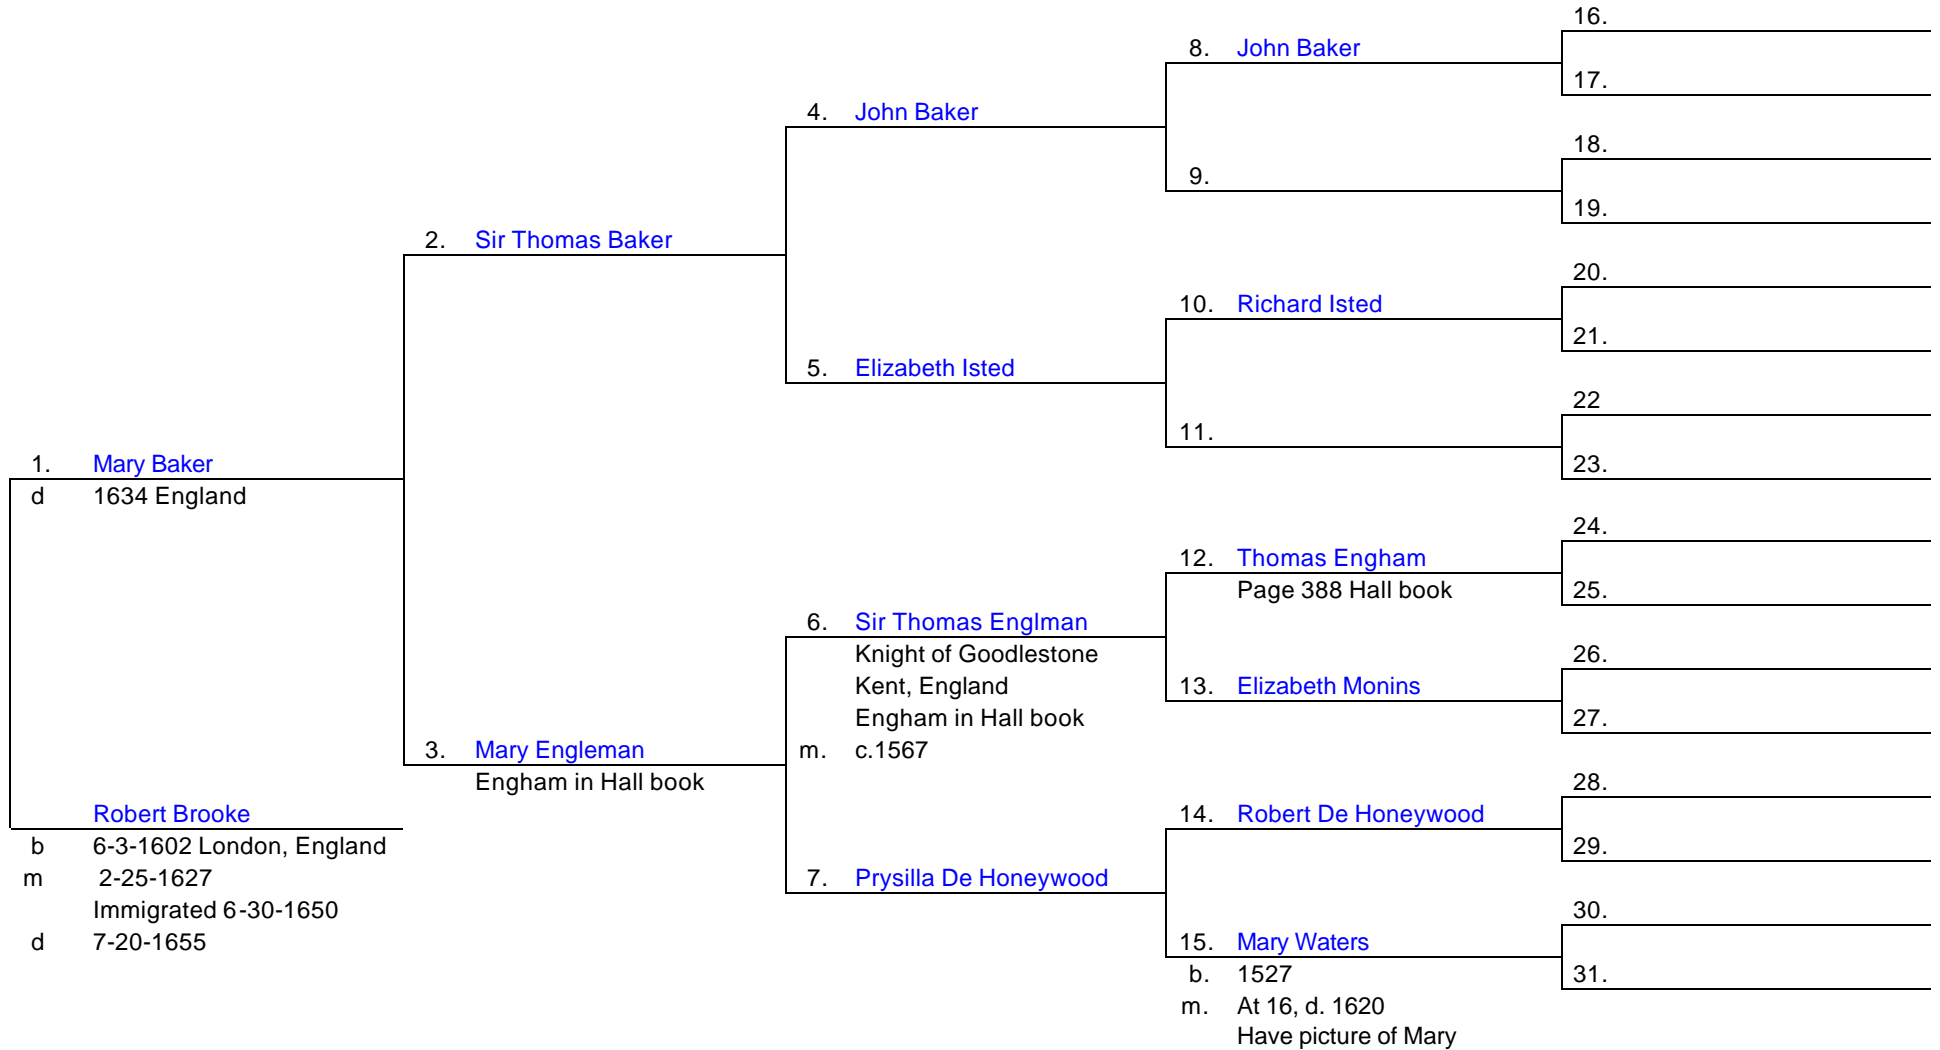 16.
8. John Baker
17.
4. John Baker
18.
9.
19.
2. Sir Thomas Baker
20.
10. Richard Isted
21.
5. Elizabeth Isted
22
11.
1. Mary Baker
23.
d 1634 England
24.
12. Thomas Engham
Page 388 Hall book
25.
6. Sir Thomas Englman
Knight of Goodlestone
26.
Kent, England
13. Elizabeth Monins
Engham in Hall book
27.
3. Mary Engleman
m. c.1567
Engham in Hall book
28.
Robert Brooke
14. Robert De Honeywood
b 6-3-1602 London, England
29.
m 2-25-1627
7. Prysilla De Honeywood
Immigrated 6-30-1650
30.
d 7-20-1655
15. Mary Waters
b. 1527
31.
m. At 16, d. 1620
Have picture of Mary